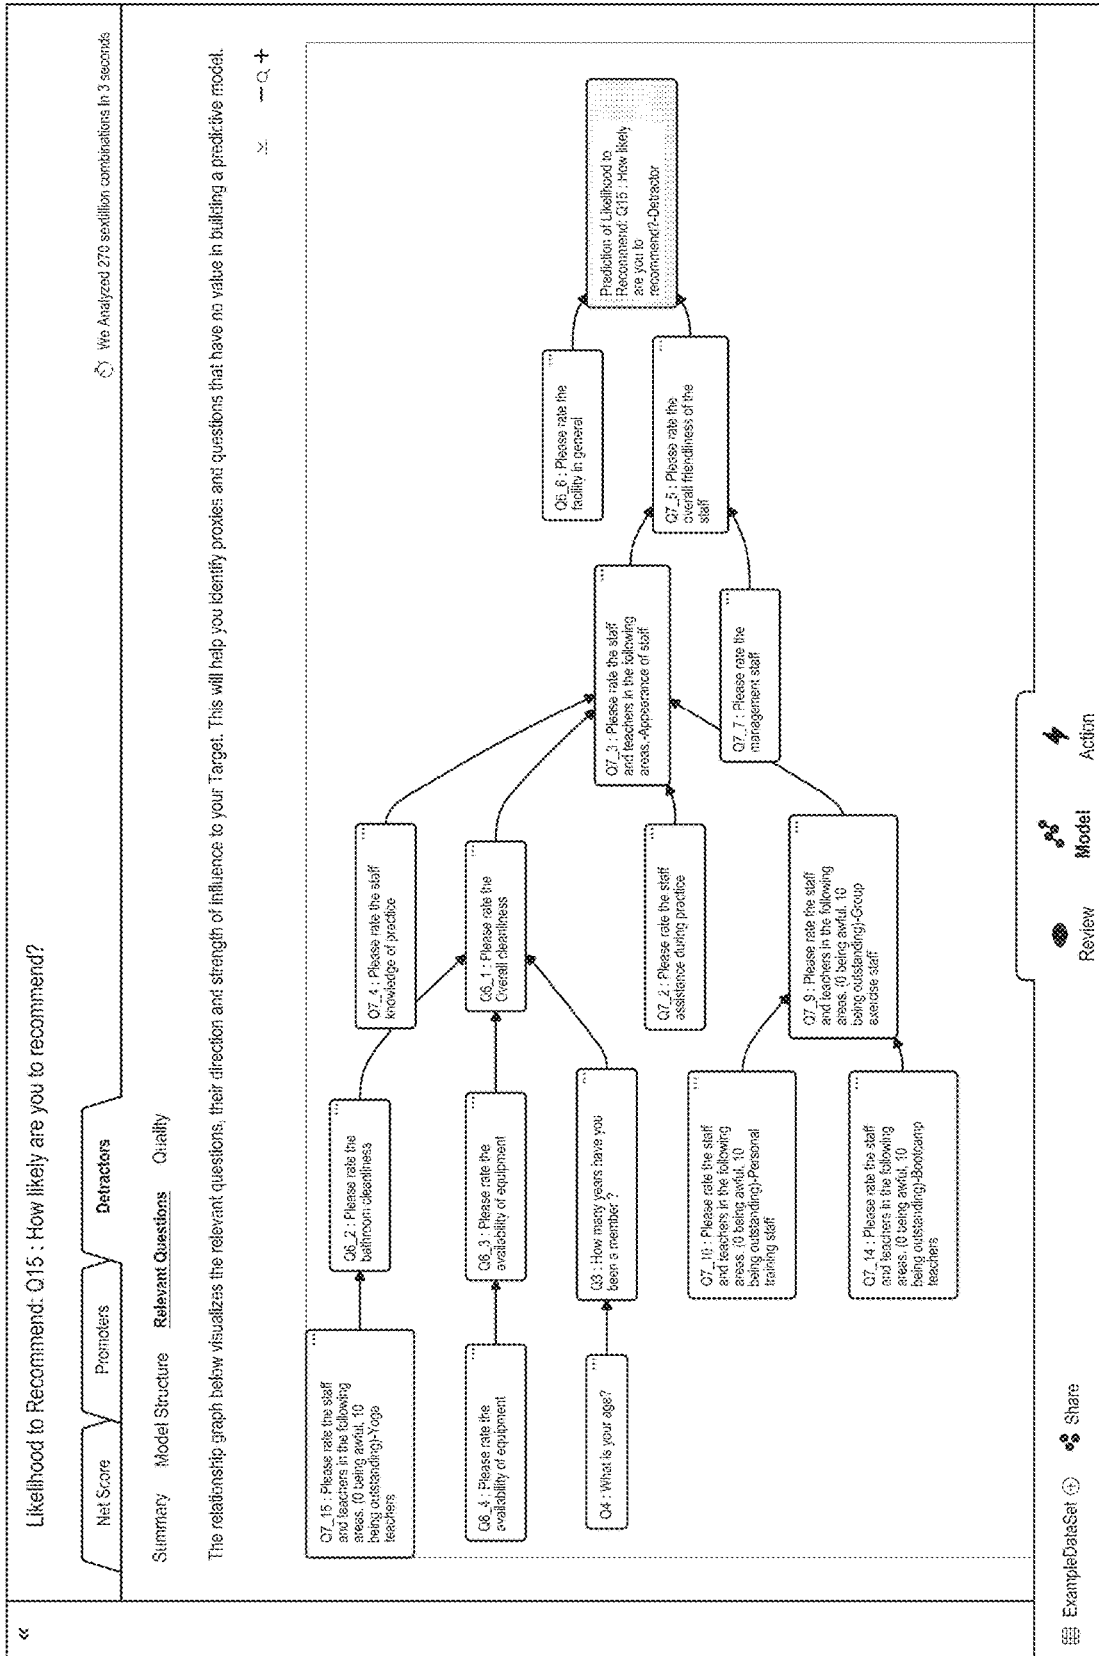 «
Likelihood to Recommend: Q15 : How likely are you to recommend?
Net Score
Promoters
Detractors
We Analyzed 270 sextillion combinations in 3 seconds
Summary
Model Structure
Relevant Questions
Quality
The relationship graph below visualizes the relevant questions, their direction and strength of influence to your Target. This will help you identify proxies and questions that have no value in building a predictive model.
Q7_15 : Please rate the staff
and teachers in the following
areas. (0 being awful, 10
being outstanding)-Yoga
teachers
Q6_4 : Please rate the
availability of equipment
Q4 : What is your age?
Q6_2 : Please rate the
bathroom cleanliness
Q6_3 : Please rate the
availability of equipment
Q3 : How many years have you
been a member ?
Q7_10 : Please rate the staff
and teachers in the following
areas. (0 being awful, 10
being outstanding)-Personal
training staff
Q7_14 : Please rate the staff
and teachers in the following
areas. (0 being awful, 10
being outstanding)-Bootcamp
teachers
Q7_4 : Please rate the staff
knowledge of practice
Q6_1 : Please rate the
Overall cleanliness
Q7_2 : Please rate the staff
assistance during practice
Q7_9 : Please rate the staff
and teachers in the following
areas. (0 being awful, 10
being outstanding)-Group
exercise staff
Q7_3 : Please rate the staff
and teachers in the following
areas.-Appearance of staff
Q7_7 : Please rate the
management staff
Q6_6 : Please rate the
facility in general
Q7_5 : Please rate the
overall friendliness of the
staff
Prediction of Likelihood to
Recommend: Q15 : How likely
are you to
recommend?-Detractor
ExampleDataSet
Share
Review
Model
Action